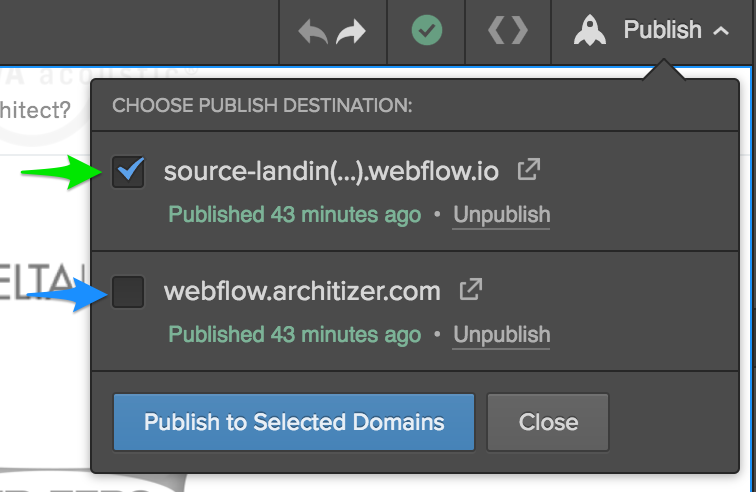 Publish
acoustic®
hitect?
CHOOSE PUBLISH DESTINATION:
source-landin(...).webflow.io
Published 43 minutes ago • Unpublish
ELTA
webflow.architizer.com
Published 43 minutes ago • Unpublish
Publish to Selected Domains
Close